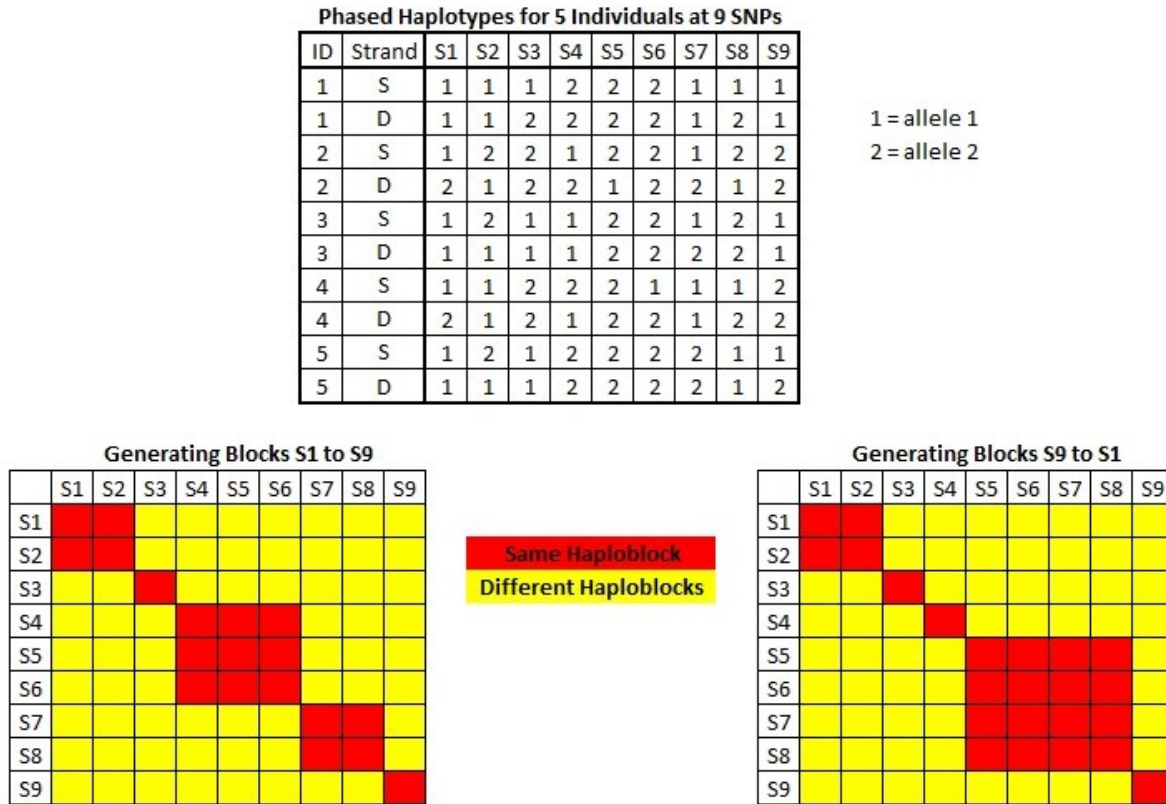 Phased Haplotypes for 5 Individuals at 9 SNPs
ID Strand S1 S2 S3 S4 S5 S6 S7 S8 S9
1 S 1 1 1 2 2 2 1 1 1
1 D 1 1 2 2 2 2 1 2 1
2 S 1 2 2 1 2 2 1 2 2
2 D 2 1 2 2 1 2 2 1 2
3 S 1 2 1 1 2 2 1 2 1
3 D 1 1 1 1 2 2 2 2 1
4 S 1 1 2 2 2 1 1 1 2
4 D 2 1 2 1 2 2 1 2 2
5 S 1 2 1 2 2 2 2 1 1
5 D 1 1 1 2 2 2 2 1 2
1 = allele 1
2 = allele 2
Generating Blocks S1 to S9
S1 S2 S3 S4 S5 S6 S7 S8 S9
S1
S2
S3
S4
S5
S6
S7
S8
S9
Same Haploblock
Different Haploblocks
Generating Blocks S9 to S1
S1 S2 S3 S4 S5 S6 S7 S8 S9
S1
S2
S3
S4
S5
S6
S7
S8
S9